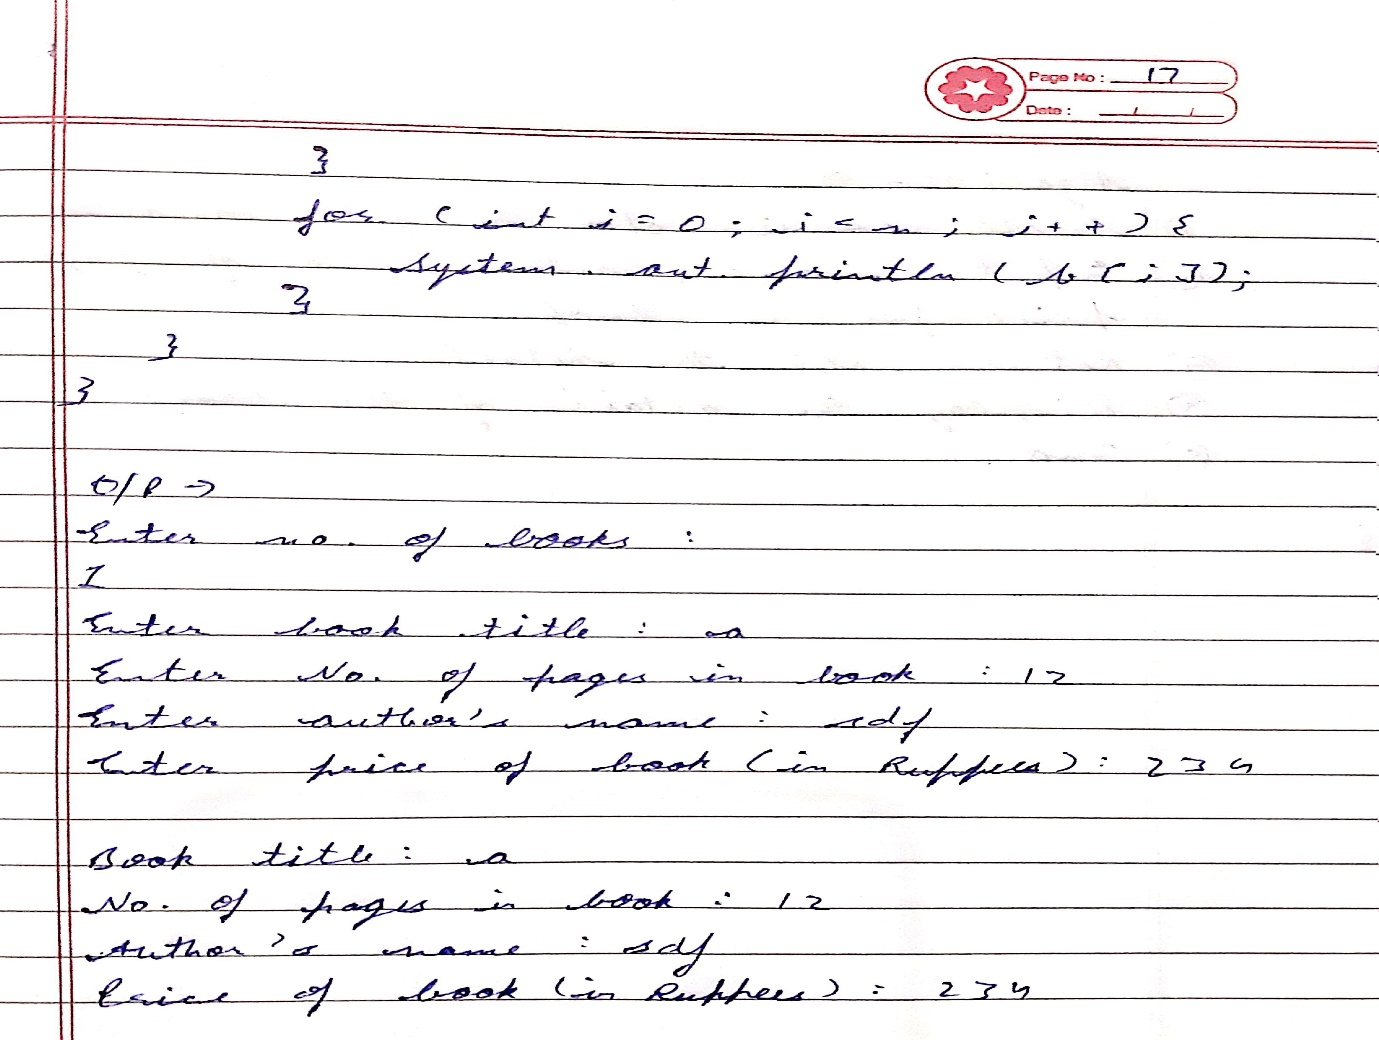 Page No : 17
Date : / /
}
for (int i = 0 ; i < n ; i + + ) {
System . out . println ( b [ i ] ) ;
}
}
}
O/P →
Enter no. of books :
1
Enter book title : a
Enter No. of pages in book : 12
Enter author's name : sdf
Enter price of book (in Ruppees) : 234
Book title : a
No. of pages in book : 12
Author's name : sdf
Price of book (in Ruppees) : 234